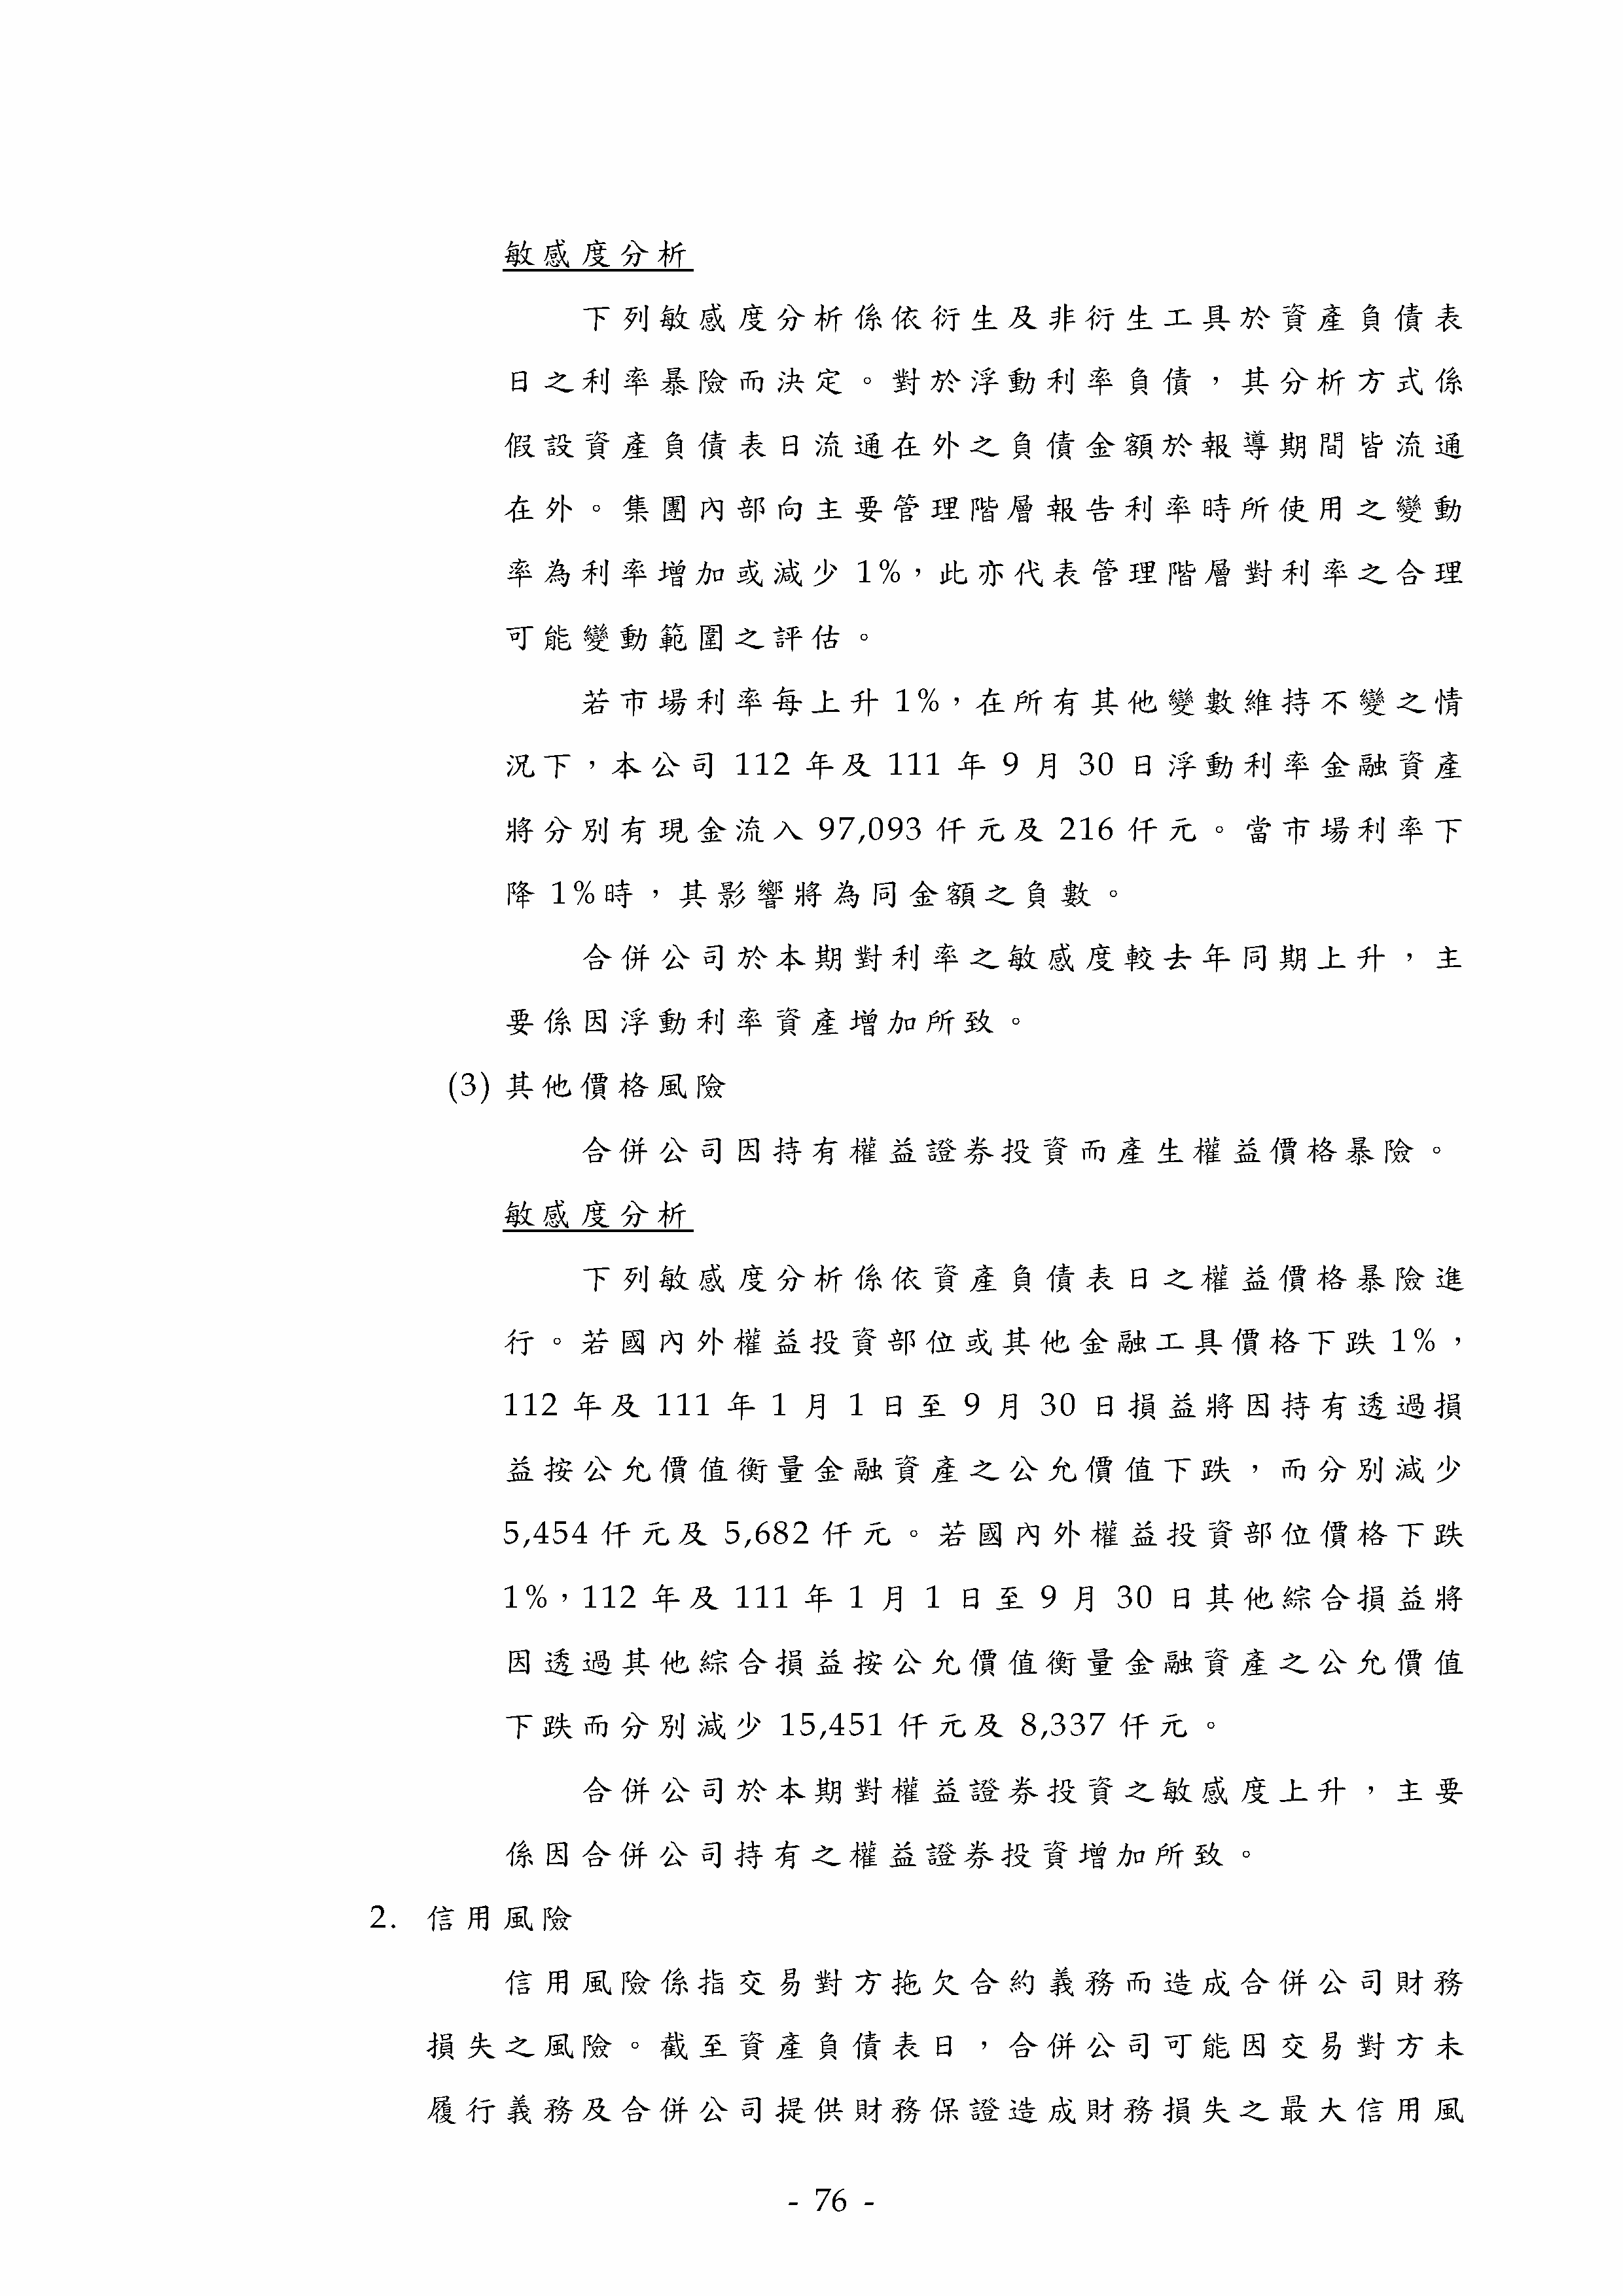 敏感度分析
下列敏感度分析係依衍生及非衍生工具於資產負債表
日之利率暴險而決定。對於浮動利率負債，其分析方式係
假設資產負債表日流通在外之負債金額於報導期間皆流通
在外。集團內部向主要管理階層報告利率時所使用之變動
率為利率增加或減少 1%，此亦代表管理階層對利率之合理
可能變動範圍之評估。
若市場利率每上升 1%，在所有其他變數維持不變之情
況下，本公司 112 年及 111 年 9 月 30 日浮動利率金融資產
將分別有現金流入 97,093 仟元及 216 仟元。當市場利率下
降 1%時，其影響將為同金額之負數。
合併公司於本期對利率之敏感度較去年同期上升，主
要係因浮動利率資產增加所致。
(3) 其他價格風險
合併公司因持有權益證券投資而產生權益價格暴險。
敏感度分析
下列敏感度分析係依資產負債表日之權益價格暴險進
行。若國內外權益投資部位或其他金融工具價格下跌 1%，
112 年及 111 年 1 月 1 日至 9 月 30 日損益將因持有透過損
益按公允價值衡量金融資產之公允價值下跌，而分別減少
5,454 仟元及 5,682 仟元。若國內外權益投資部位價格下跌
1%，112 年及 111 年 1 月 1 日至 9 月 30 日其他綜合損益將
因透過其他綜合損益按公允價值衡量金融資產之公允價值
下跌而分別減少 15,451 仟元及 8,337 仟元。
合併公司於本期對權益證券投資之敏感度上升，主要
係因合併公司持有之權益證券投資增加所致。
2. 信用風險
信用風險係指交易對方拖欠合約義務而造成合併公司財務
損失之風險。截至資產負債表日，合併公司可能因交易對方未
履行義務及合併公司提供財務保證造成財務損失之最大信用風
- 76 -